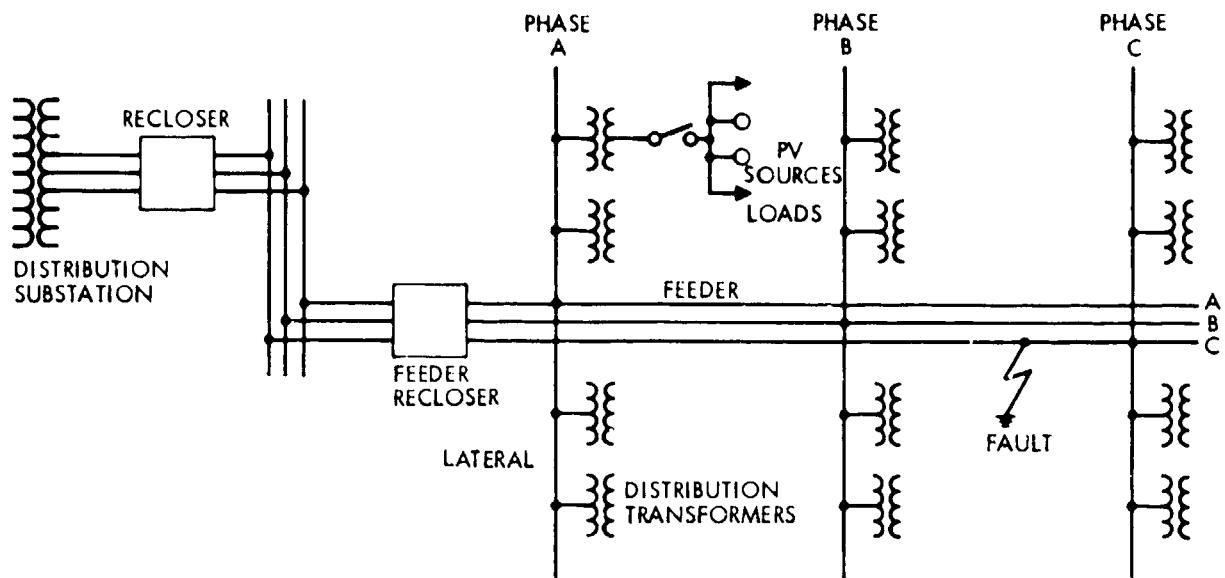 PHASE
A
PHASE
B
PHASE
C
RECLOSER
PV
SOURCES
LOADS
DISTRIBUTION
SUBSTATION
FEEDER
A
B
C
FEEDER
RECLOSER
FAULT
LATERAL
DISTRIBUTION
TRANSFORMERS